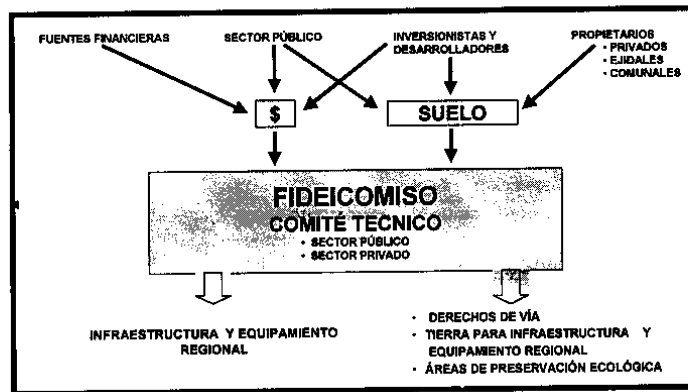 FUENTES FINANCIERAS
SECTOR PÚBLICO
INVERSIONISTAS Y
DESARROLLADORES
PROPIETARIOS
• PRIVADOS
• EJIDALES
• COMUNALES
$
SUELO
FIDEICOMISO
COMITÉ TECNICO
• SECTOR PÚBLICO
• SECTOR PRIVADO
INFRAESTRUCTURA Y EQUIPAMIENTO
REGIONAL
• DERECHOS DE VÍA
• TIERRA PARA INFRAESTRUCTURA Y
EQUIPAMIENTO REGIONAL
• ÁREAS DE PRESERVACIÓN ECOLÓGICA